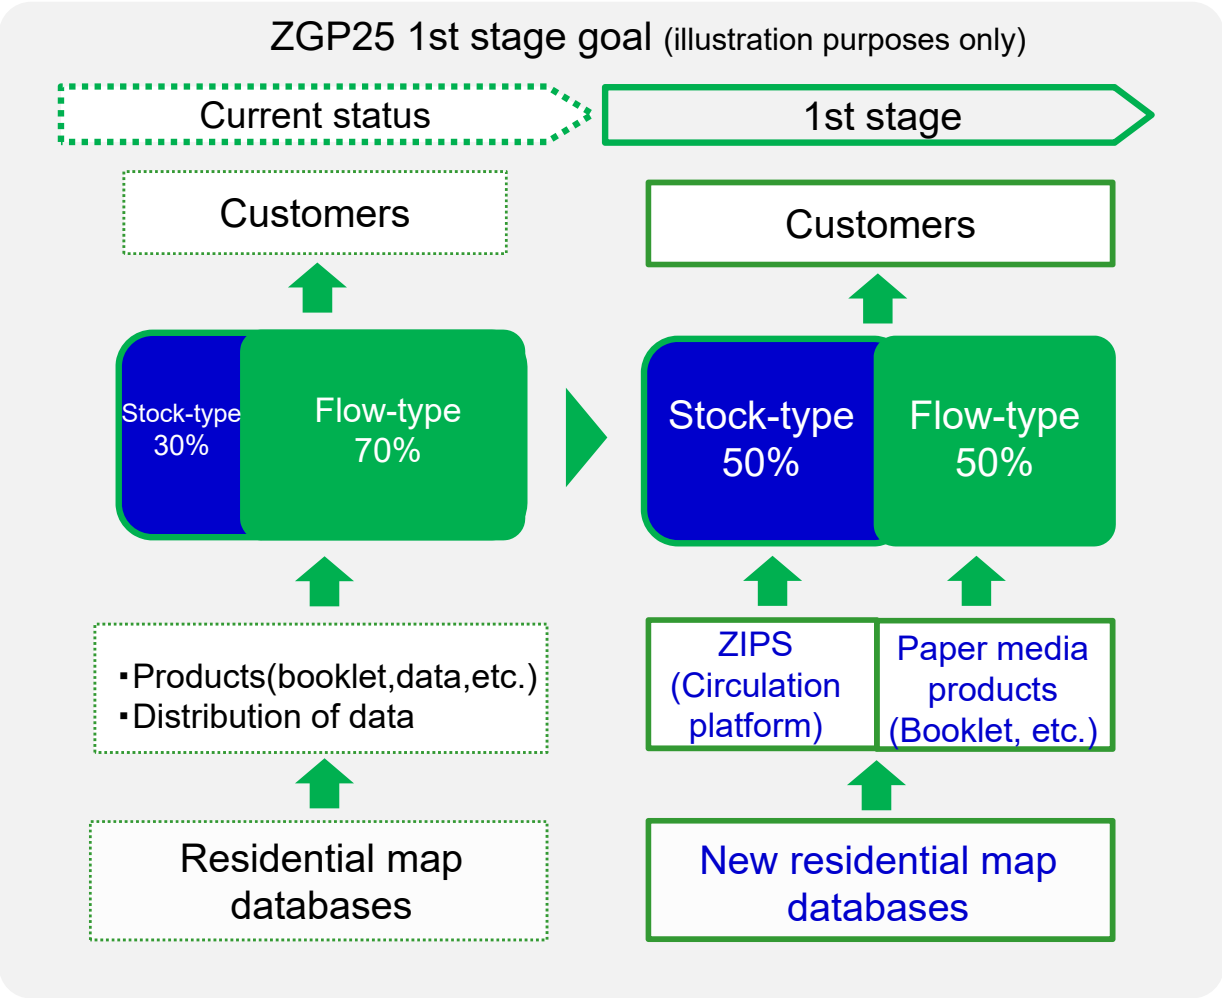 ZGP25 1st stage goal (illustration purposes only)
Current status
1st stage
Customers
Customers
Stock-type
30%
Flow-type
70%
Stock-type
50%
Flow-type
50%
・Products(booklet,data,etc.)
・Distribution of data
ZIPS
(Circulation
platform)
Paper media
products
(Booklet, etc.)
Residential map
databases
New residential map
databases